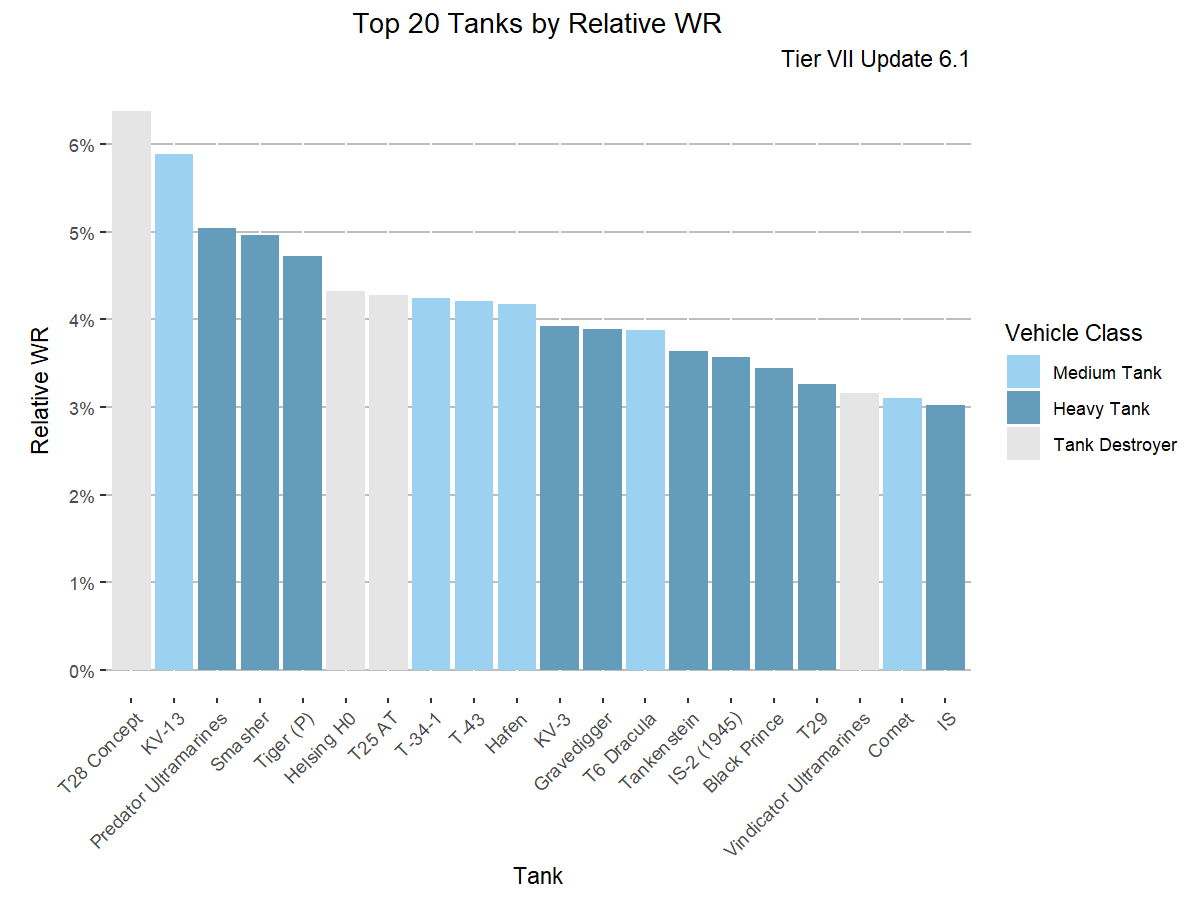 Top 20 Tanks by Relative WR
Tier VII Update 6.1
6%
5%
4%
3%
2%
1%
0%
Relative WR
T28 Concept
KV-13
Predator Ultramarines
Smasher
Tiger (P)
Helsing H0
T25 AT
T-34-1
T-43
Hafen
KV-3
Gravedigger
T6 Dracula
Tankenstein
IS-2 (1945)
Black Prince
T29
Vindicator Ultramarines
Comet
IS
Tank
Vehicle Class
Medium Tank
Heavy Tank
Tank Destroyer